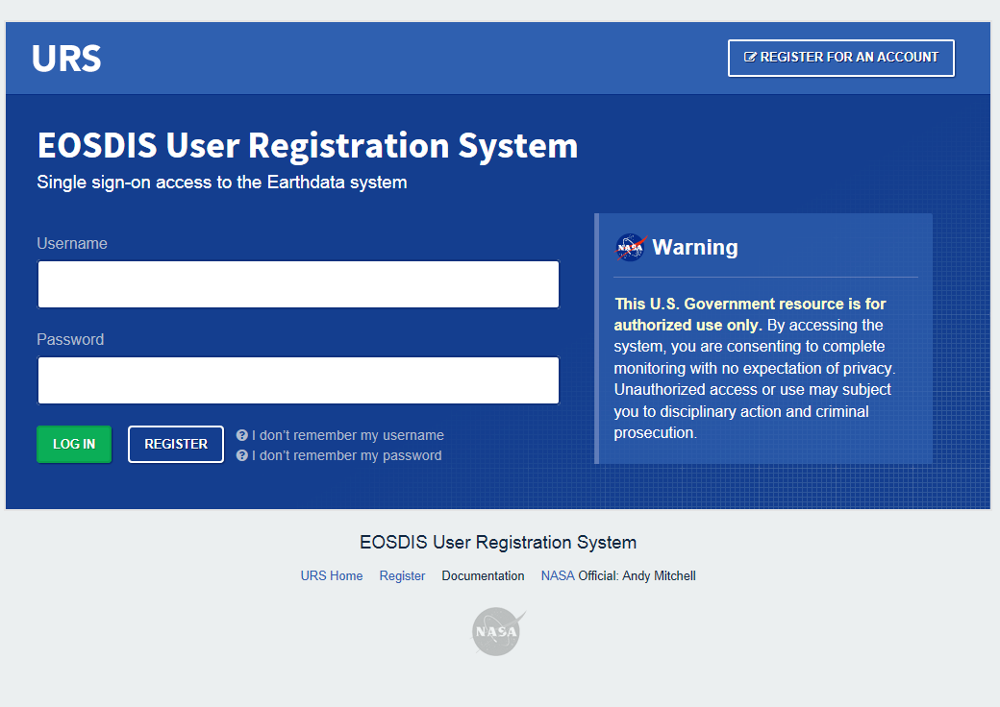 URS
REGISTER FOR AN ACCOUNT
EOSDIS User Registration System
Single sign-on access to the Earthdata system
Username
Password
LOG IN
REGISTER
I don't remember my username
I don't remember my password
NASA
Warning
This U.S. Government resource is for
authorized use only. By accessing the
system, you are consenting to complete
monitoring with no expectation of privacy.
Unauthorized access or use may subject
you to disciplinary action and criminal
prosecution.
EOSDIS User Registration System
URS Home Register Documentation NASA Official: Andy Mitchell
NASA